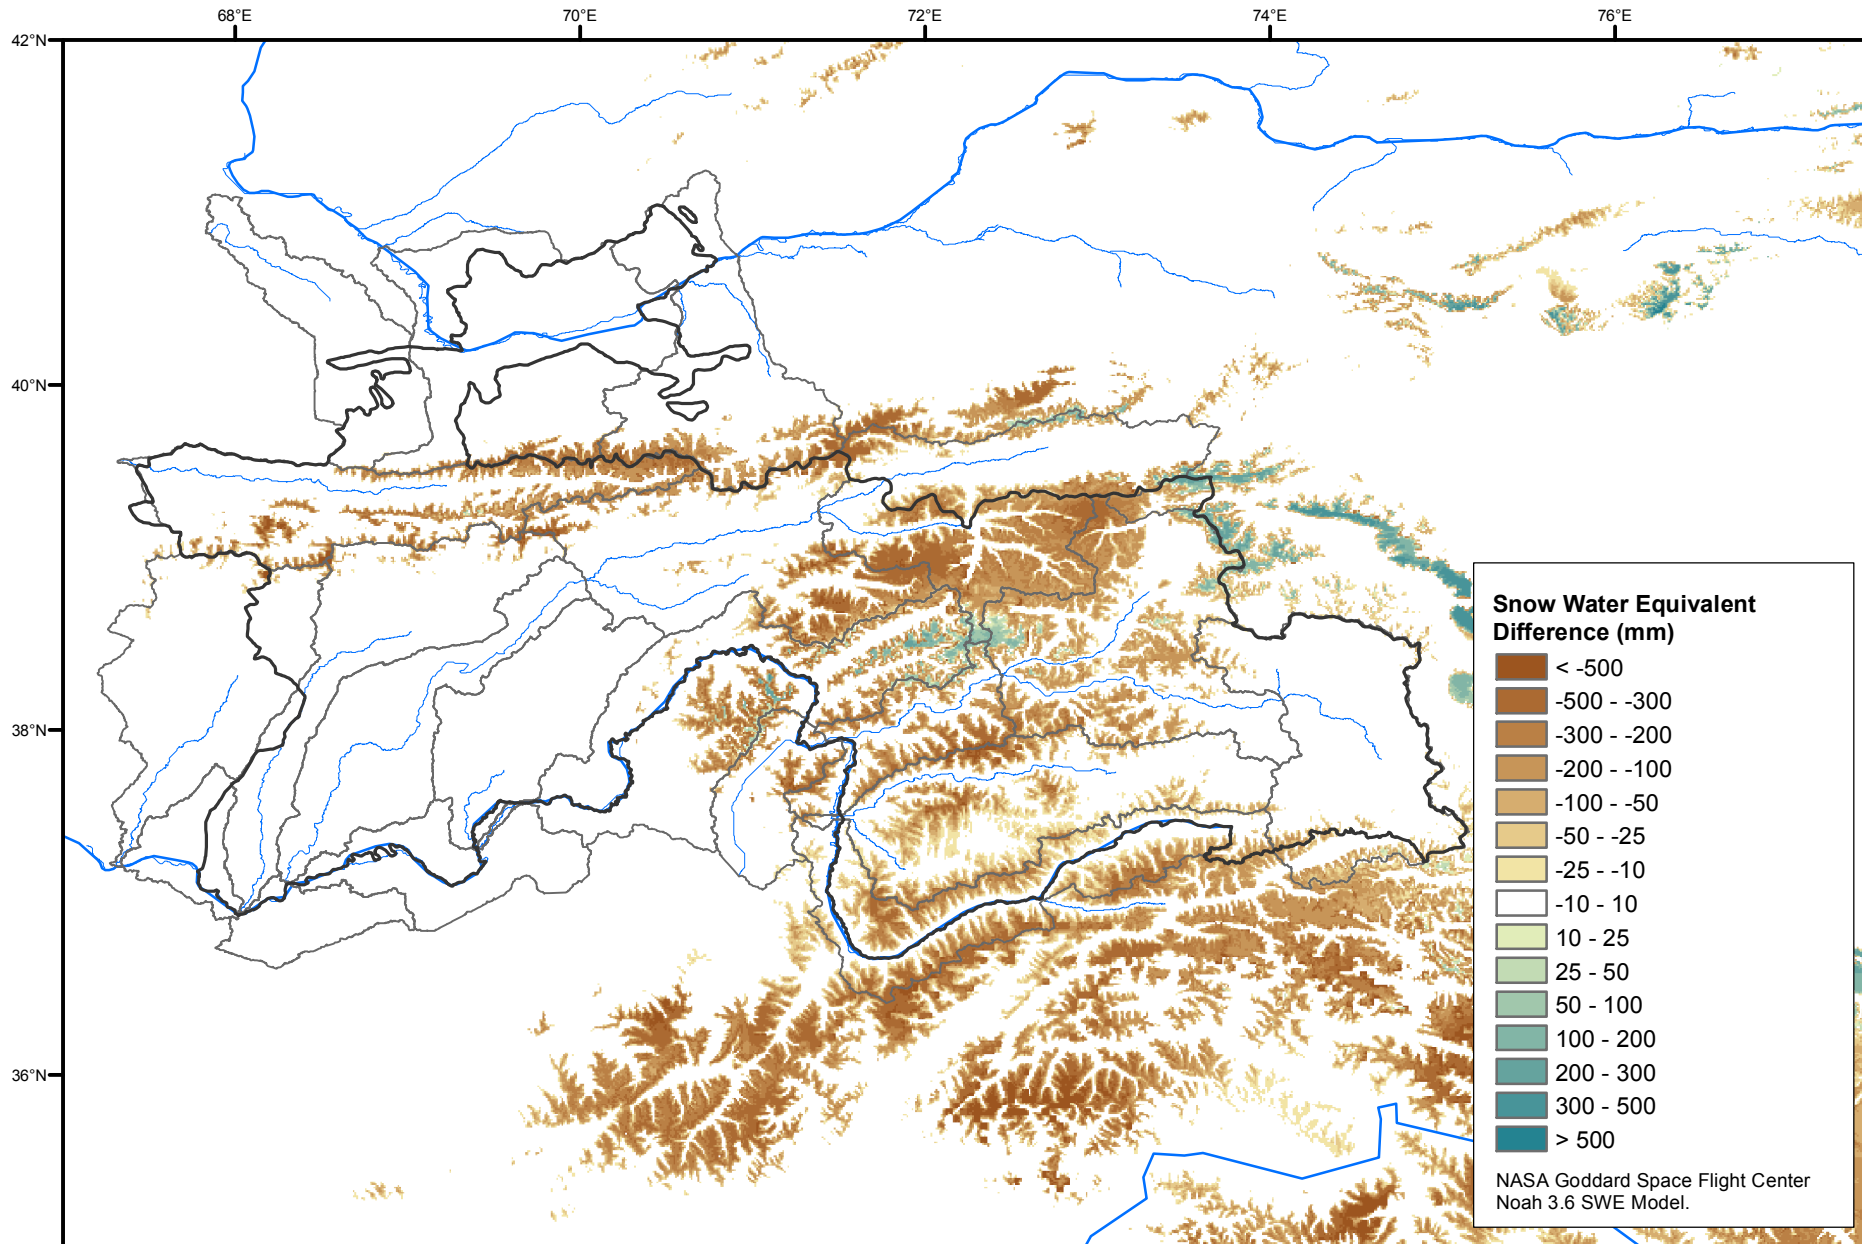 68°E 70°E 72°E 74°E 76°E
42°N
40°N
38°N
36°N
Snow Water Equivalent
Difference (mm)
< -500
-500 - -300
-300 - -200
-200 - -100
-100 - -50
-50 - -25
-25 - -10
-10 - 10
10 - 25
25 - 50
50 - 100
100 - 200
200 - 300
300 - 500
> 500
NASA Goddard Space Flight Center
Noah 3.6 SWE Model.